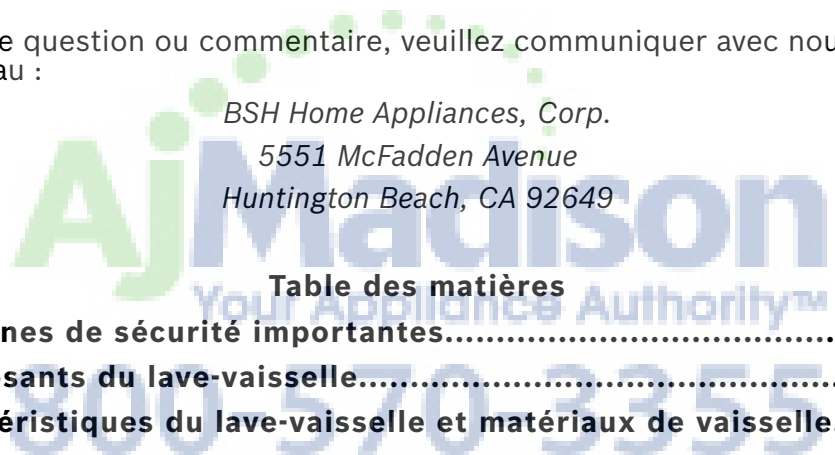 e question ou commentaire, veuillez communiquer avec nou
au :
BSH Home Appliances, Corp.
5551 McFadden Avenue
Huntington Beach, CA 92649
AjMadison
Your Appliance Authority™
Table des matières
nes de sécurité importantes.....................................
sants du lave-vaisselle.............................................
800-570-3355
éristiques du lave-vaisselle et matériaux de vaisselle.